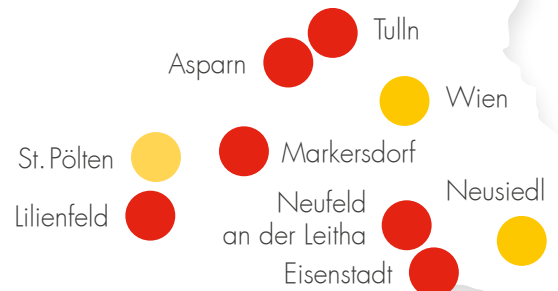 Tulln
Asparn
Wien
St. Pölten
Markersdorf
Lilienfeld
Neufeld
an der Leitha
Neusiedl
Eisenstadt